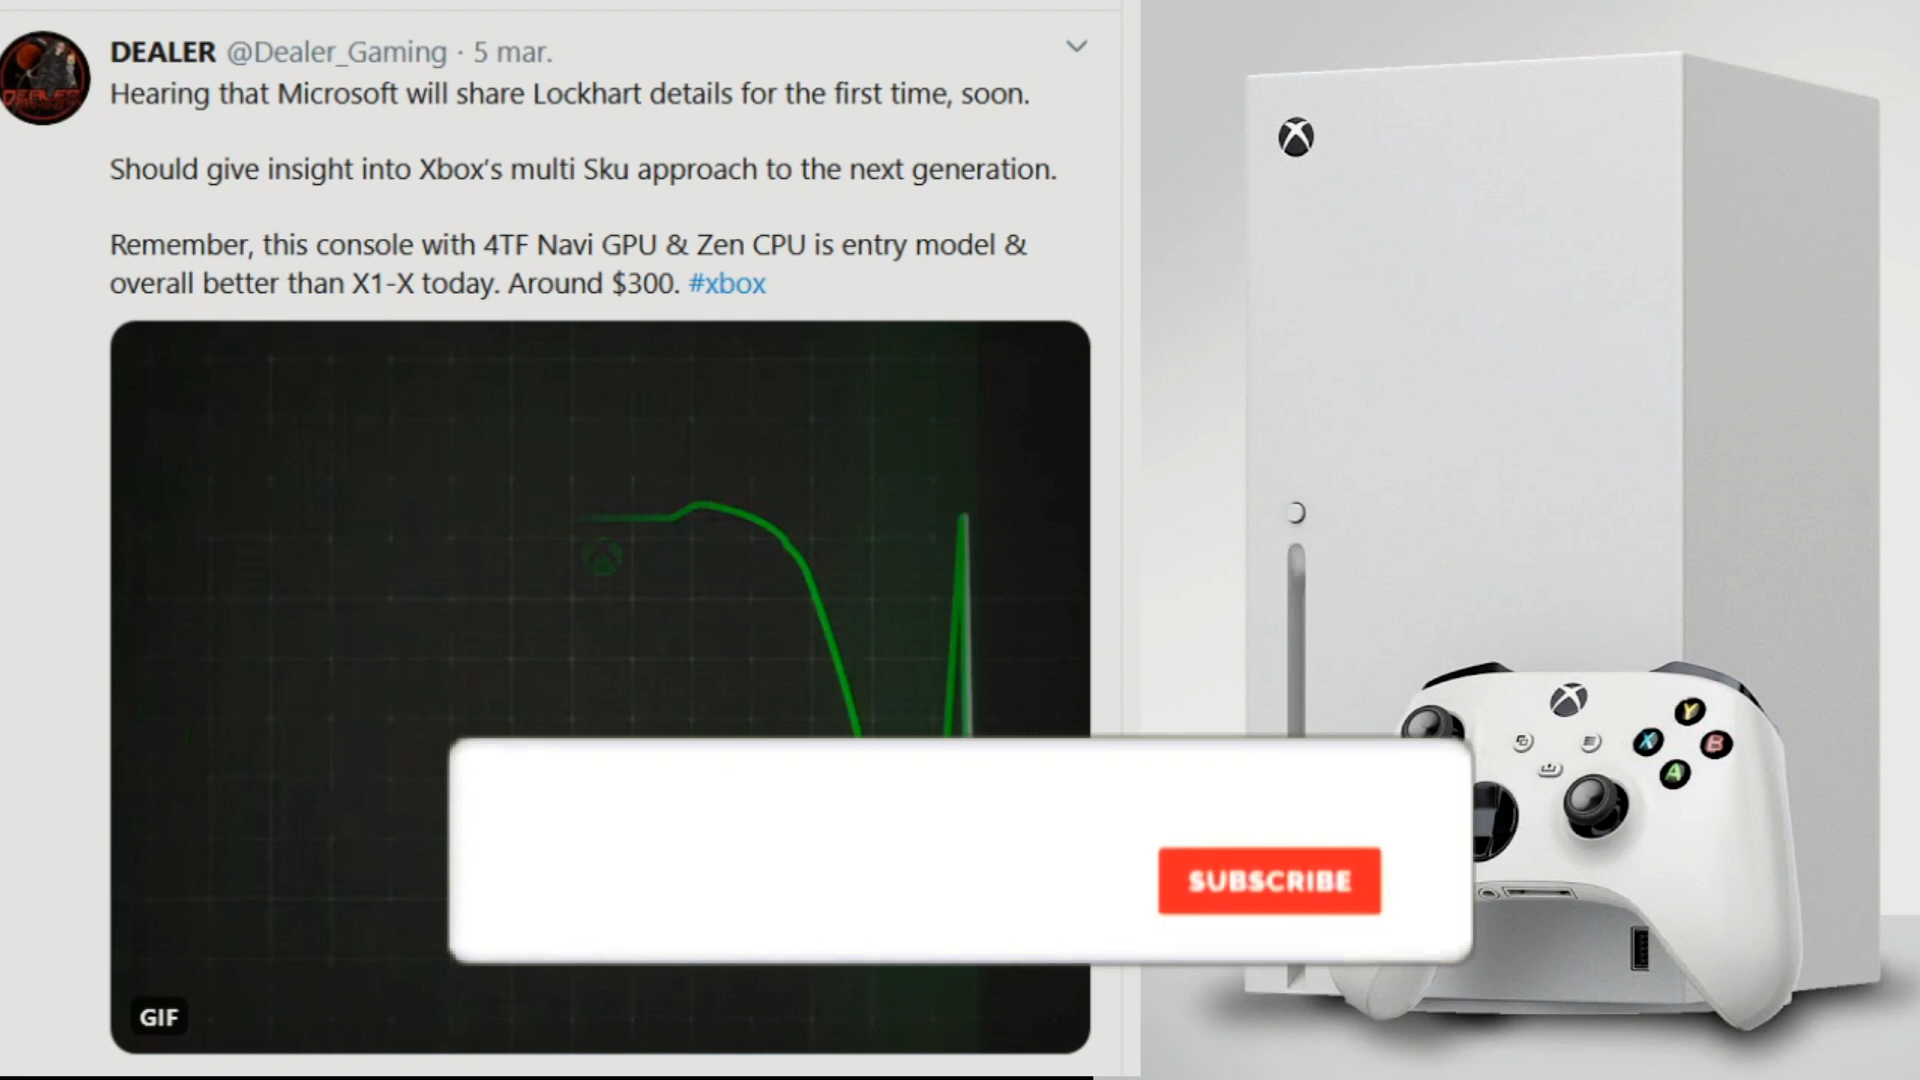 DEALER @Dealer_Gaming · 5 mar.
Hearing that Microsoft will share Lockhart details for the first time, soon.
Should give insight into Xbox’s multi Sku approach to the next generation.
Remember, this console with 4TF Navi GPU & Zen CPU is entry model &
overall better than X1-X today. Around $300. #xbox
GIF
SUBSCRIBE
Y
X
B
A